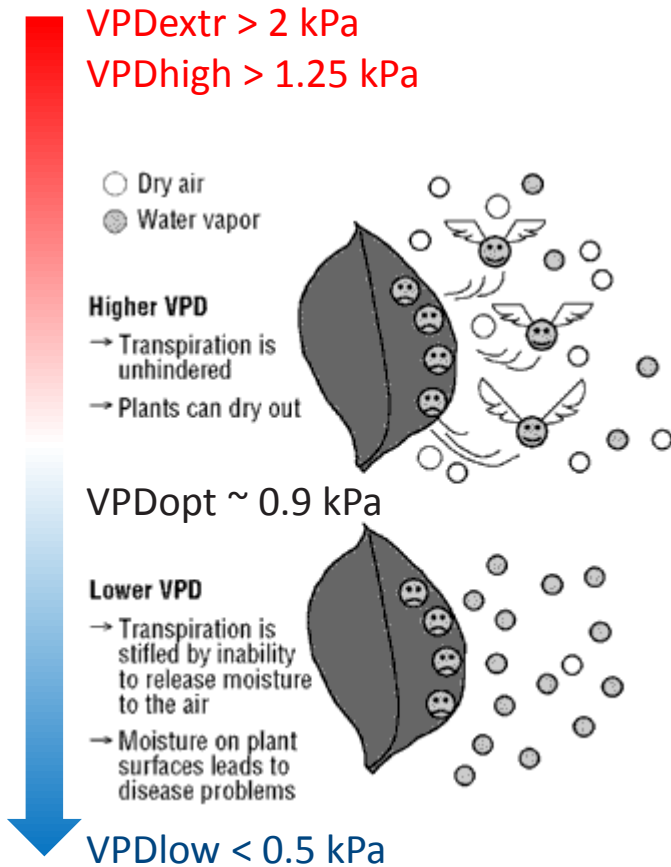 VPDextr > 2 kPa
VPDhigh > 1.25 kPa
Dry air
Water vapor
Higher VPD
→ Transpiration is
unhindered
→ Plants can dry out
VPDopt ~ 0.9 kPa
Lower VPD
→ Transpiration is
stifled by inability
to release moisture
to the air
→ Moisture on plant
surfaces leads to
disease problems
VPDlow < 0.5 kPa